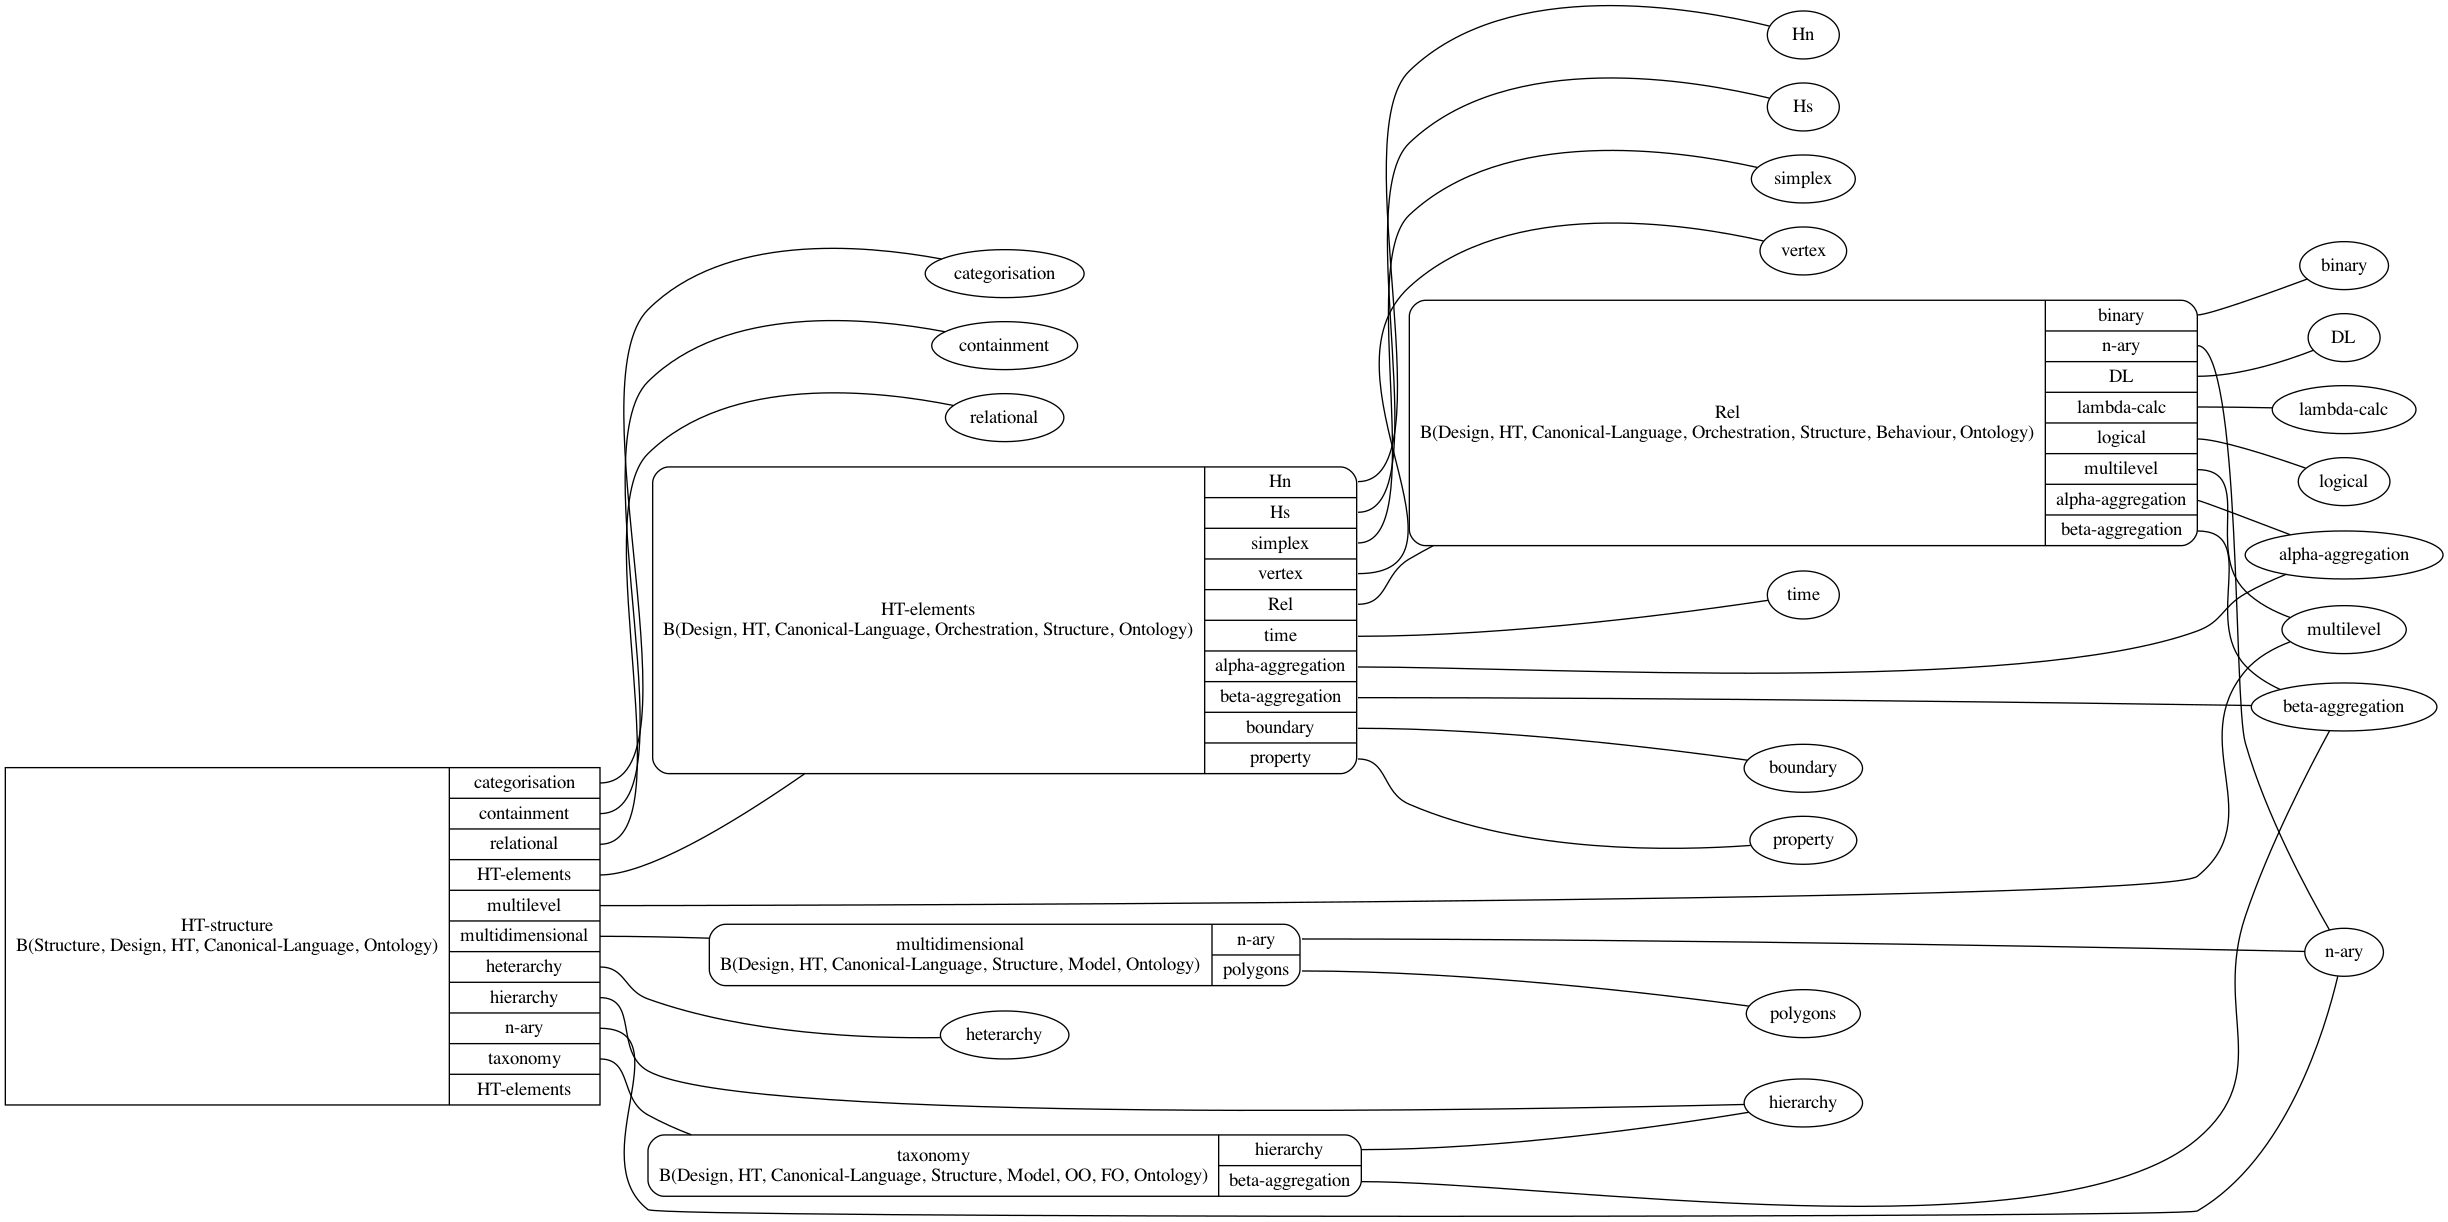 Hn
Hs
simplex
vertex
categorisation
containment
relational
Rel
B(Design, HT, Canonical-Language, Orchestration, Structure, Behaviour, Ontology)
binary
n-ary
DL
lambda-calc
logical
multilevel
alpha-aggregation
beta-aggregation
binary
DL
lambda-calc
logical
alpha-aggregation
multilevel
beta-aggregation
n-ary
HT-elements
B(Design, HT, Canonical-Language, Orchestration, Structure, Ontology)
Hn
Hs
simplex
vertex
Rel
time
alpha-aggregation
beta-aggregation
boundary
property
time
boundary
property
HT-structure
B(Structure, Design, HT, Canonical-Language, Ontology)
categorisation
containment
relational
HT-elements
multilevel
multidimensional
heterarchy
hierarchy
n-ary
taxonomy
HT-elements
multidimensional
B(Design, HT, Canonical-Language, Structure, Model, Ontology)
n-ary
polygons
polygons
heterarchy
hierarchy
taxonomy
B(Design, HT, Canonical-Language, Structure, Model, OO, FO, Ontology)
hierarchy
beta-aggregation